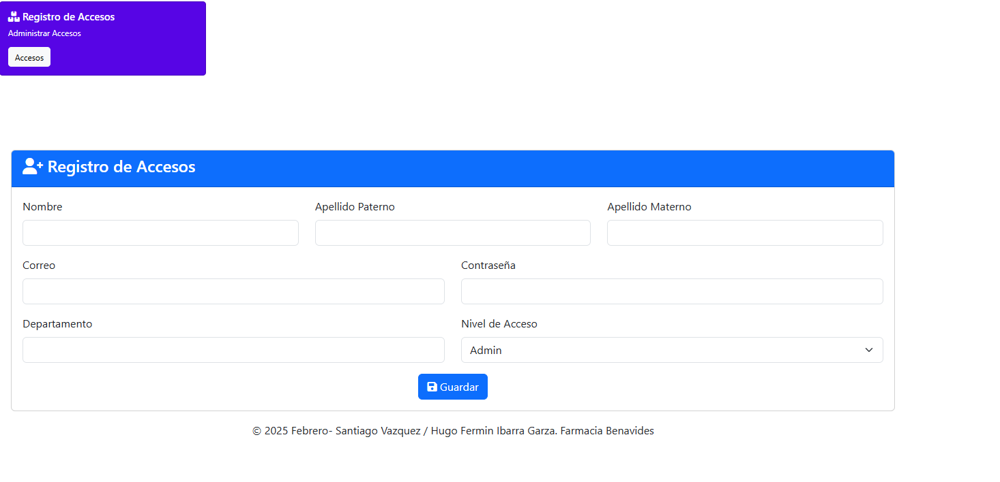 Registro de Accesos
Administrar Accesos
Accesos
Registro de Accesos
Nombre Apellido Paterno Apellido Materno
Correo Contraseña
Departamento Nivel de Acceso
Admin
Guardar
© 2025 Febrero- Santiago Vazquez / Hugo Fermin Ibarra Garza. Farmacia Benavides